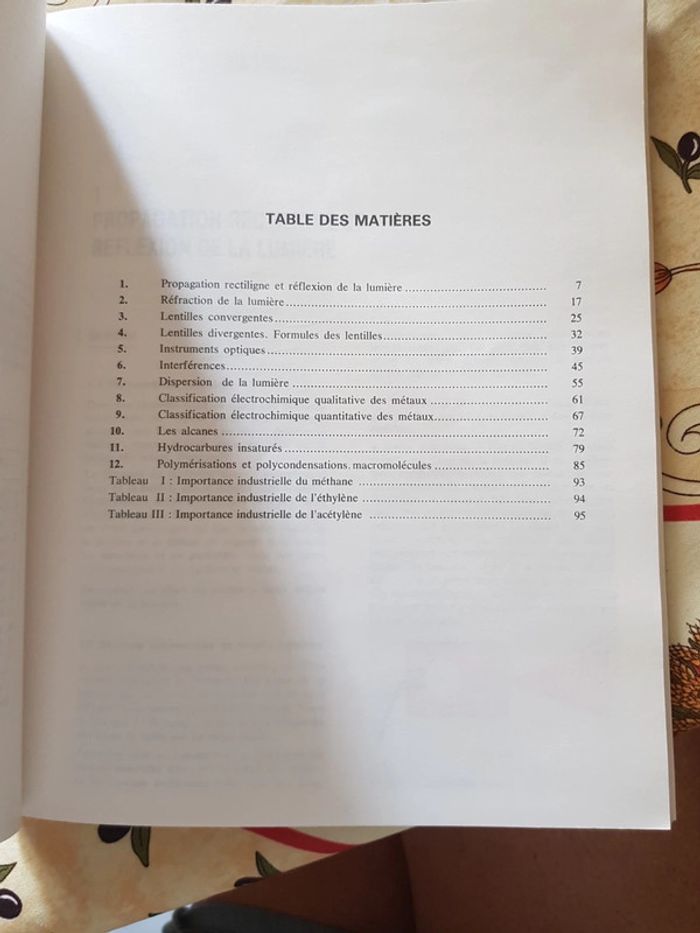 TABLE DES MATIÈRES
1. Propagation rectiligne et réflexion de la lumière 7
2. Réfraction de la lumière 17
3. Lentilles convergentes 25
4. Lentilles divergentes. Formules des lentilles 32
5. Instruments optiques 39
6. Interférences 45
7. Dispersion de la lumière 55
8. Classification électrochimique qualitative des métaux 61
9. Classification électrochimique quantitative des métaux 67
10. Les alcanes 72
11. Hydrocarbures insaturés 79
12. Polymérisations et polycondensations.macromolécules 85
Tableau I : Importance industrielle du méthane 93
Tableau II : Importance industrielle de l'éthylène 94
Tableau III : Importance industrielle de l'acétylène 95